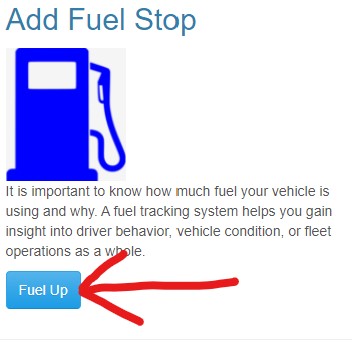 Add Fuel Stop
It is important to know how much fuel your vehicle is
using and why. A fuel tracking system helps you gain
insight into driver behavior, vehicle condition, or fleet
operations as a whole.
Fuel Up